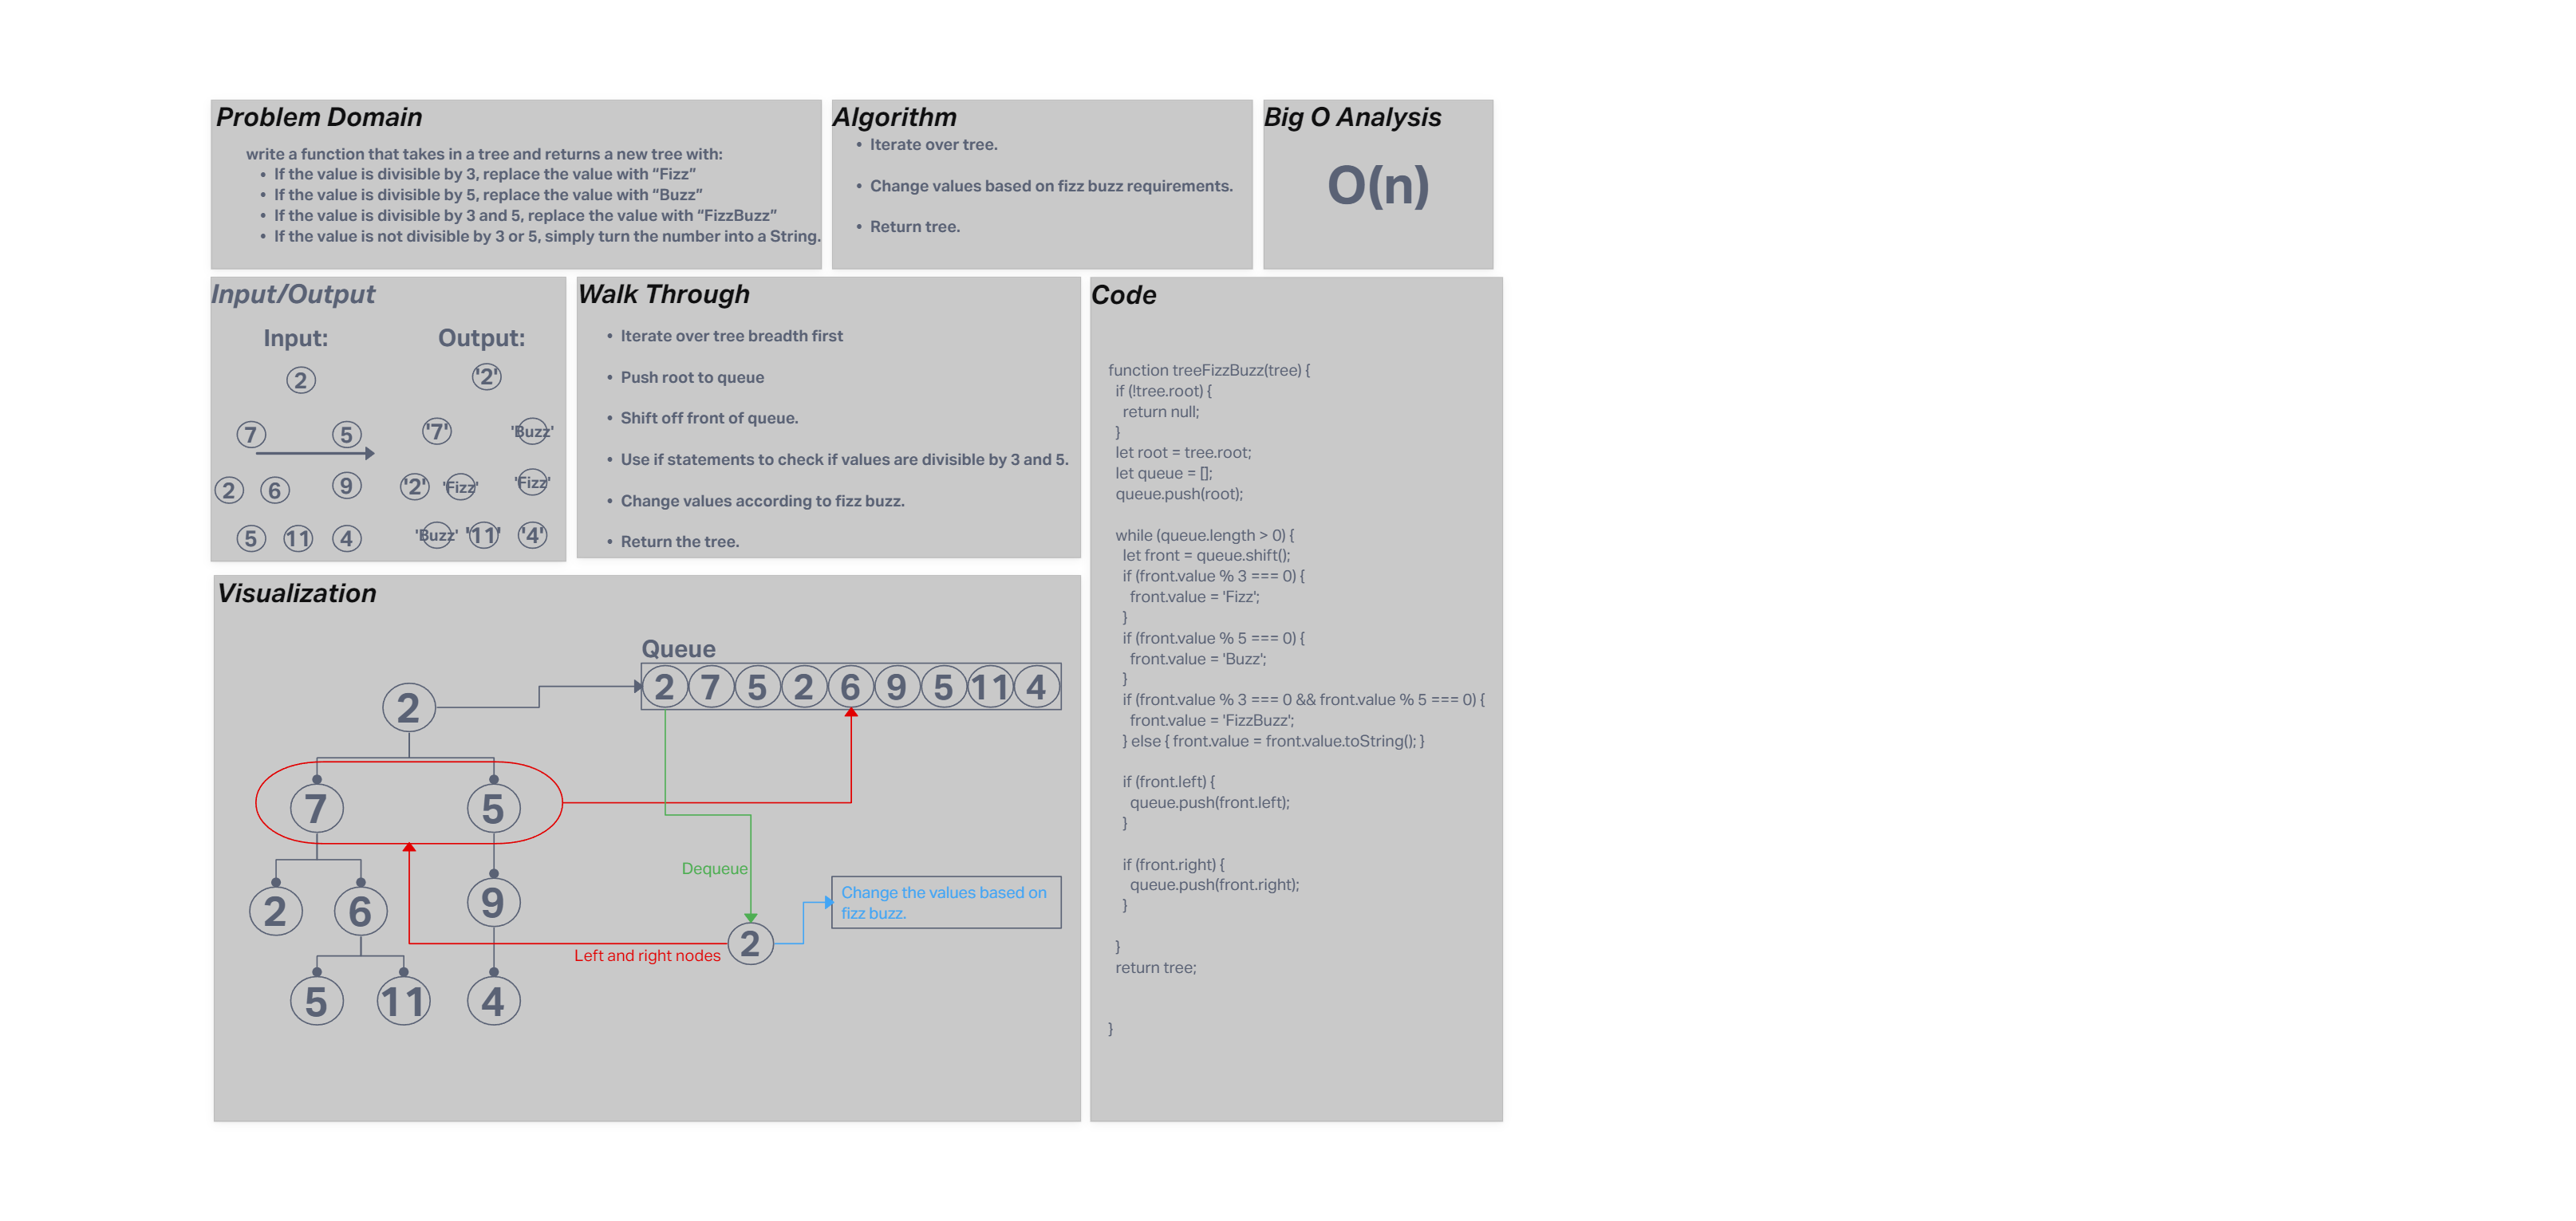 Problem Domain
write a function that takes in a tree and returns a new tree with:
• If the value is divisible by 3, replace the value with “Fizz”
• If the value is divisible by 5, replace the value with “Buzz”
• If the value is divisible by 3 and 5, replace the value with “FizzBuzz”
• If the value is not divisible by 3 or 5, simply turn the number into a String.
Algorithm
• Iterate over tree.
• Change values based on fizz buzz requirements.
• Return tree.
Big O Analysis
O(n)
Input/Output
Input:
2
7 5
2 6 9
5 11 4
Output:
'2'
'7' 'Buzz'
'2' 'Fizz' 'Fizz'
'Buzz' '11' '4'
Walk Through
• Iterate over tree breadth first
• Push root to queue
• Shift off front of queue.
• Use if statements to check if values are divisible by 3 and 5.
• Change values according to fizz buzz.
• Return the tree.
Code
function treeFizzBuzz(tree) {
if (!tree.root) {
return null;
}
let root = tree.root;
let queue = [];
queue.push(root);
while (queue.length > 0) {
let front = queue.shift();
if (front.value % 3 === 0) {
front.value = 'Fizz';
}
if (front.value % 5 === 0) {
front.value = 'Buzz';
}
if (front.value % 3 === 0 && front.value % 5 === 0) {
front.value = 'FizzBuzz';
} else { front.value = front.value.toString(); }
if (front.left) {
queue.push(front.left);
}
if (front.right) {
queue.push(front.right);
}
}
return tree;
}
Visualization
Queue
2 7 5 2 6 9 5 11 4
2
7 5
2 6 9
5 11 4
Dequeue
2
Left and right nodes
Change the values based on
fizz buzz.